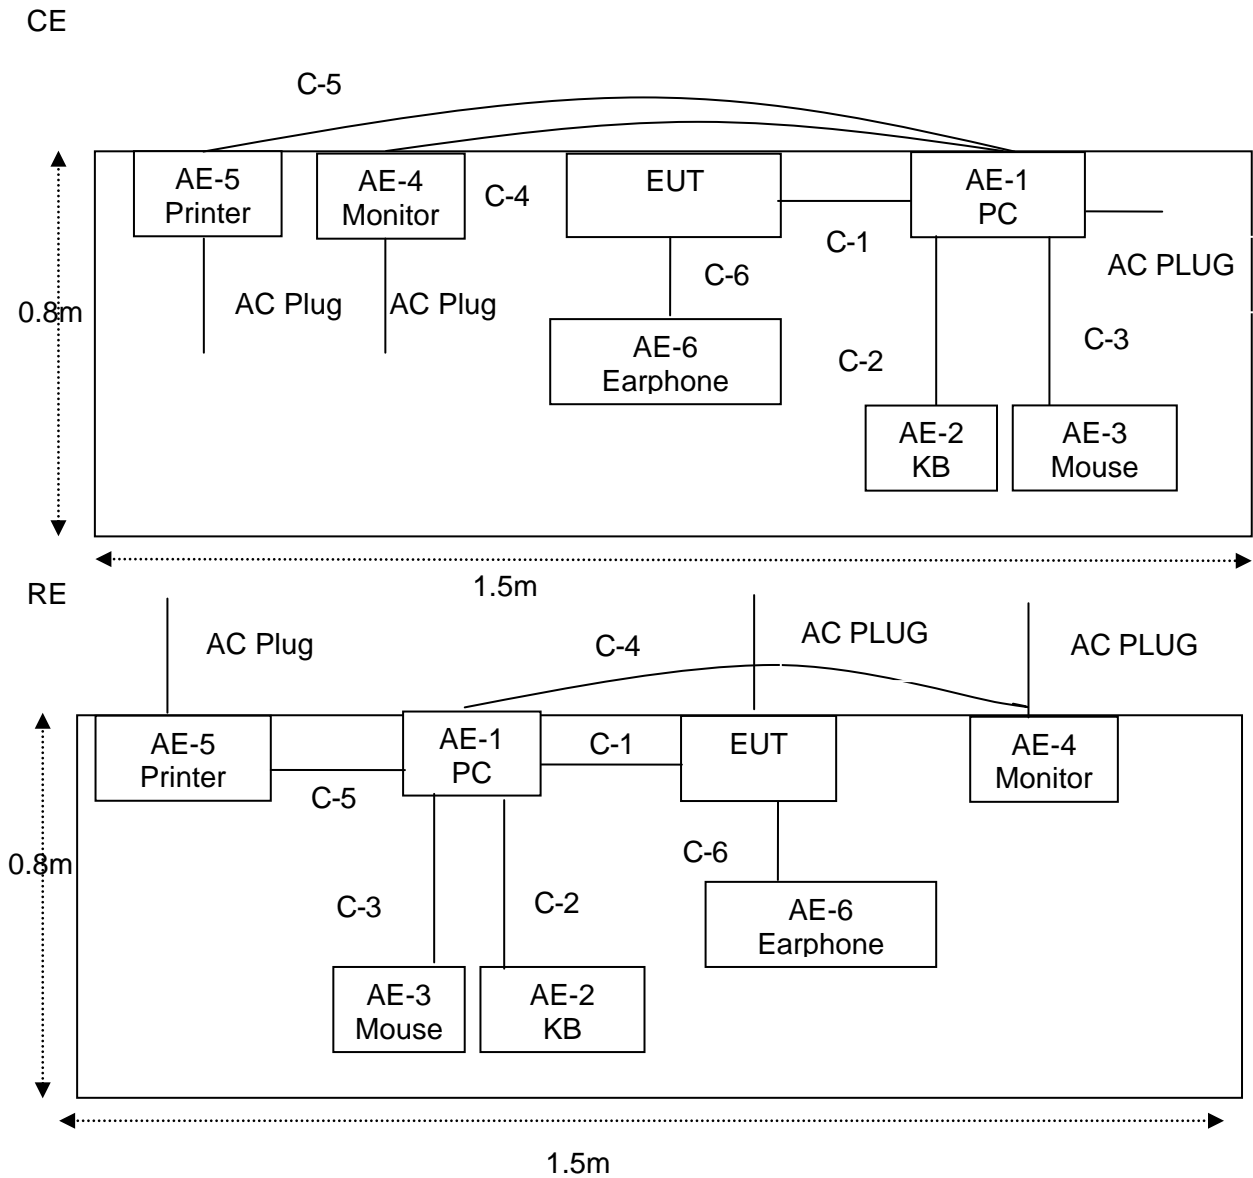 CE
C-5
AE-5
Printer
AE-4
Monitor
C-4
EUT
AE-1
PC
C-1
AC PLUG
C-6
AC Plug
AC Plug
0.8m
AE-6
Earphone
C-2
C-3
AE-2
KB
AE-3
Mouse
1.5m
RE
AC Plug
C-4
AC PLUG
AC PLUG
AE-5
Printer
AE-1
PC
C-1
EUT
AE-4
Monitor
C-5
0.8m
C-6
C-3
C-2
AE-6
Earphone
AE-3
Mouse
AE-2
KB
1.5m